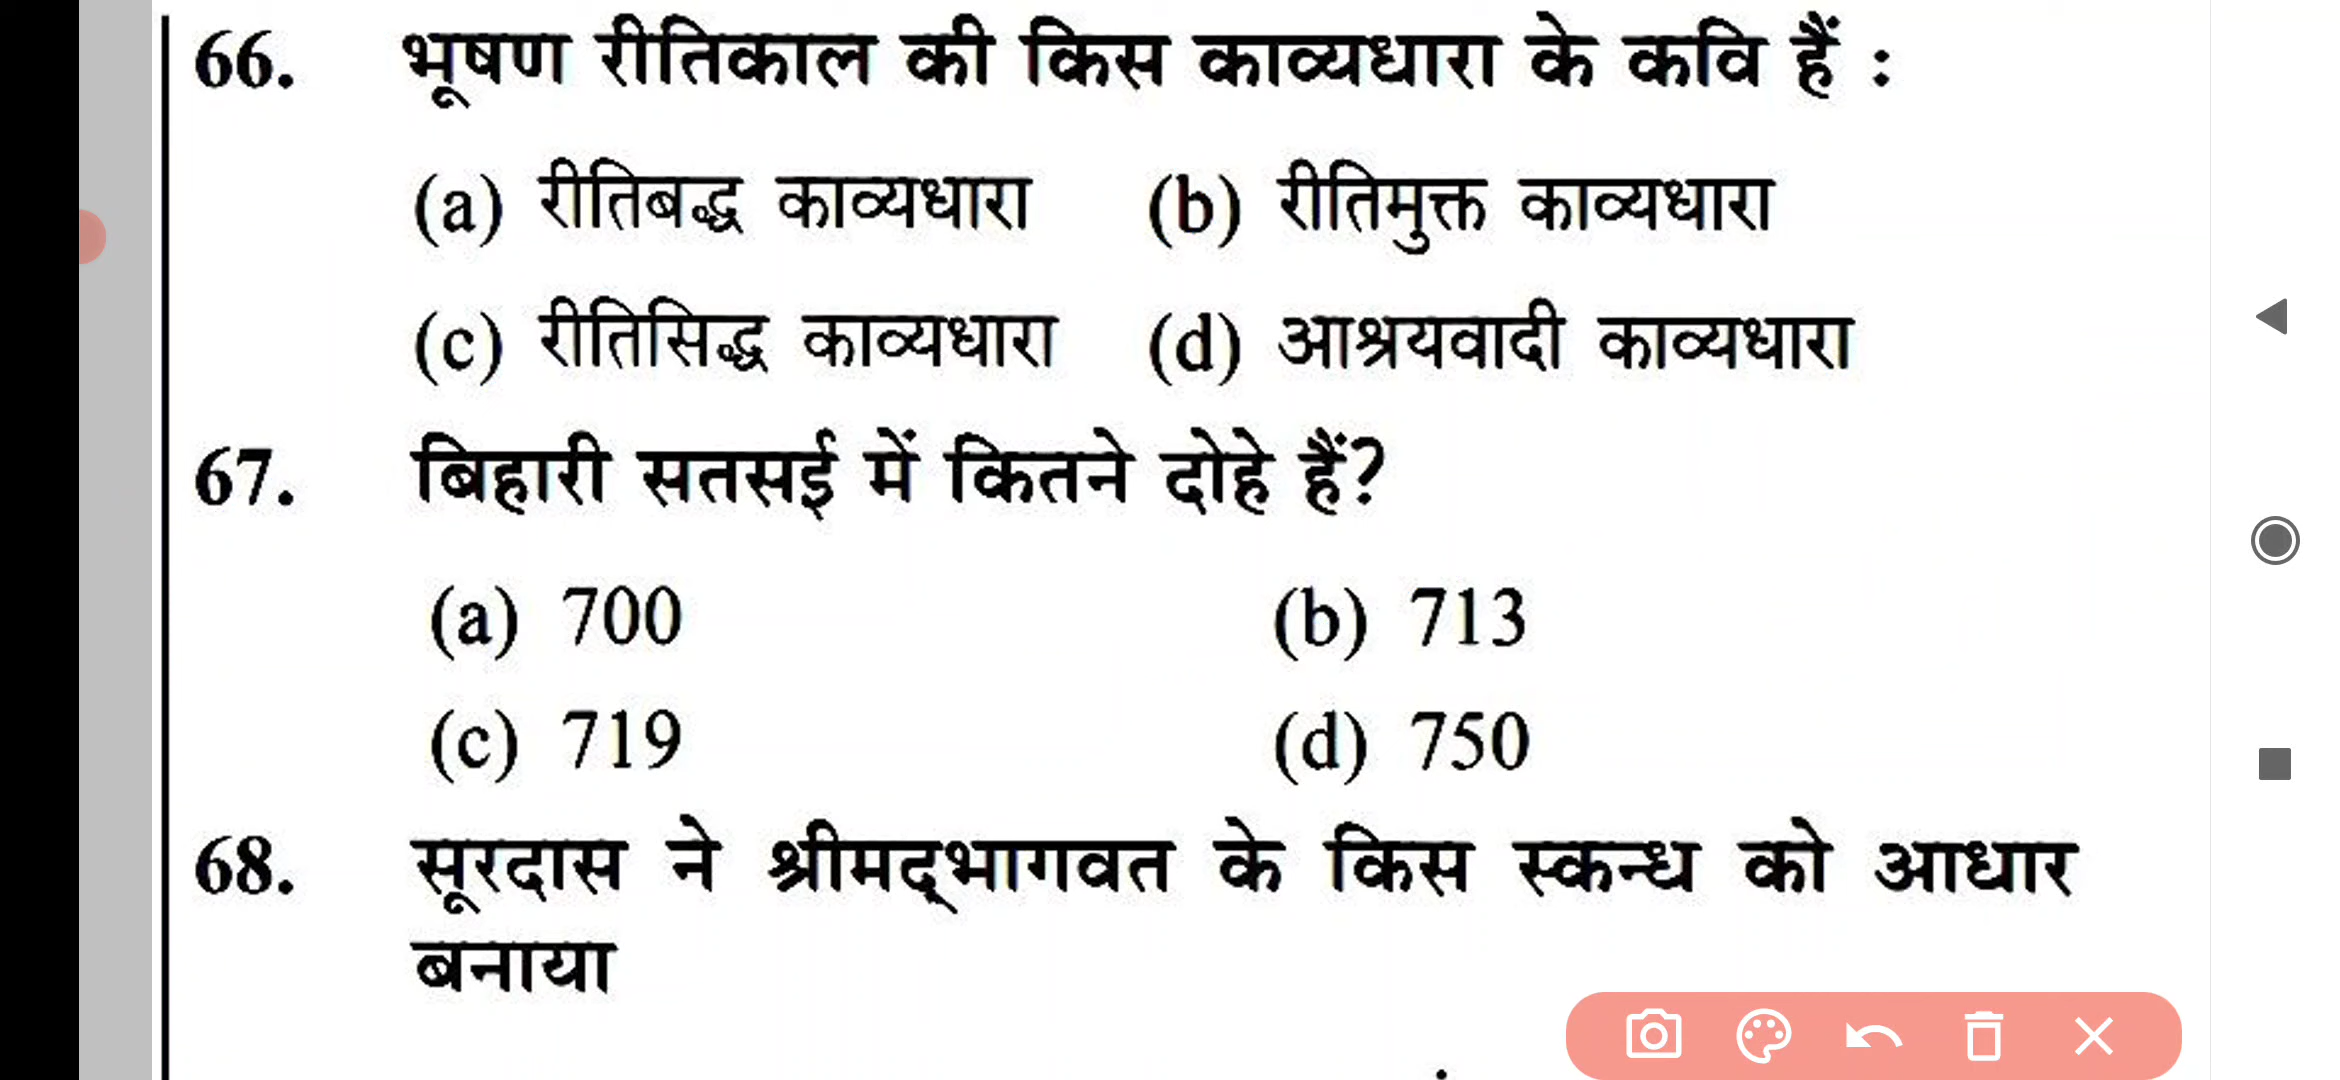 66. भूषण रीतिकाल की किस काव्यधारा के कवि हैं :
(a) रीतिबद्ध काव्यधारा (b) रीतिमुक्त काव्यधारा
(c) रीतिसिद्ध काव्यधारा (d) आश्रयवादी काव्यधारा
67. बिहारी सतसई में कितने दोहे हैं?
(a) 700 (b) 713
(c) 719 (d) 750
68. सूरदास ने श्रीमद्‌भागवत के किस स्कन्ध को आधार
बनाया